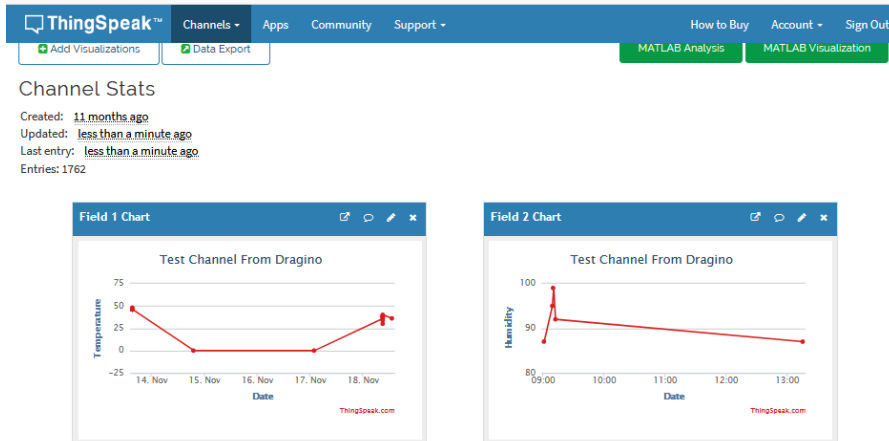 ThingSpeak™ Channels Apps Community Support How to Buy Account Sign Out
Add Visualizations Data Export MATLAB Analysis MATLAB Visualization
Channel Stats
Created: 11 months ago
Updated: less than a minute ago
Last entry: less than a minute ago
Entries: 1762
Field 1 Chart
Test Channel From Dragino
Temperature
75
50
25
0
-25
14. Nov 15. Nov 16. Nov 17. Nov 18. Nov
Date
ThingSpeak.com
Field 2 Chart
Test Channel From Dragino
Humidity
100
90
80
09:00 10:00 11:00 12:00 13:00
Date
ThingSpeak.com